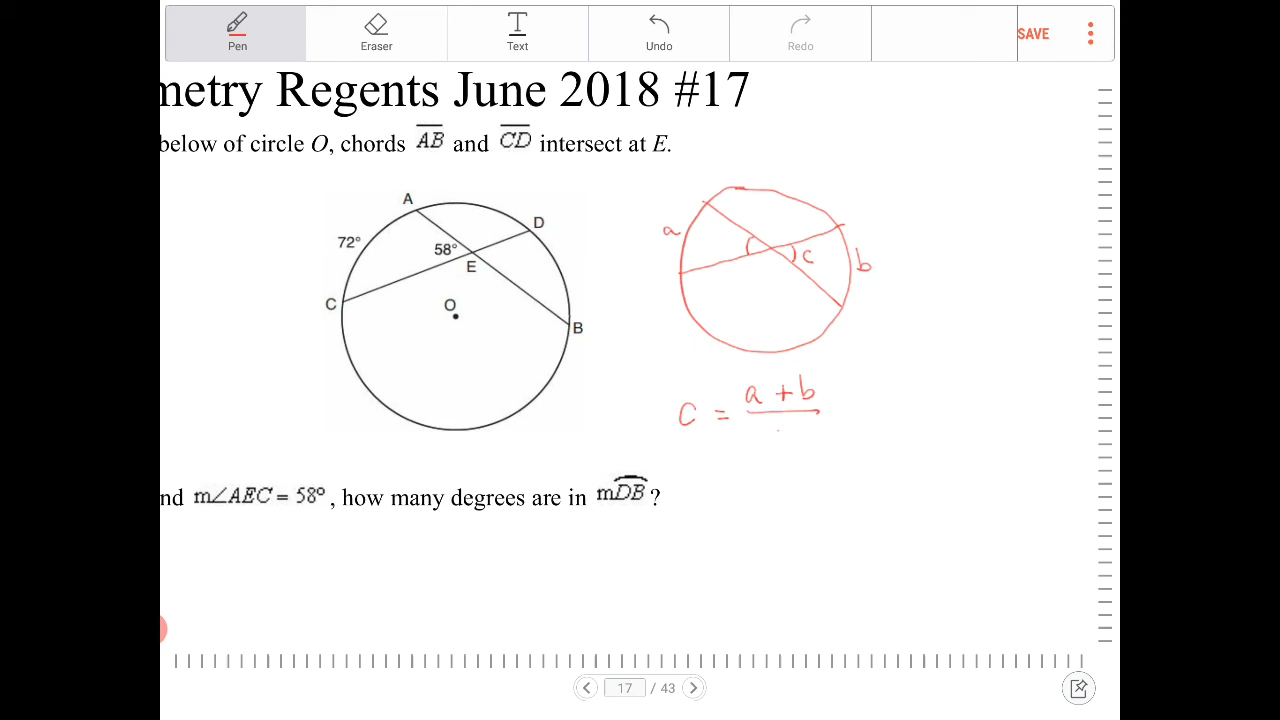 Pen Eraser Text Undo Redo SAVE
metry Regents June 2018 #17
below of circle O, chords AB and CD intersect at E.
A
D
72°
58°
E
C
O
B
a
c
b
C = a + b
nd m∠AEC = 58°, how many degrees are in mDB?
17 / 43